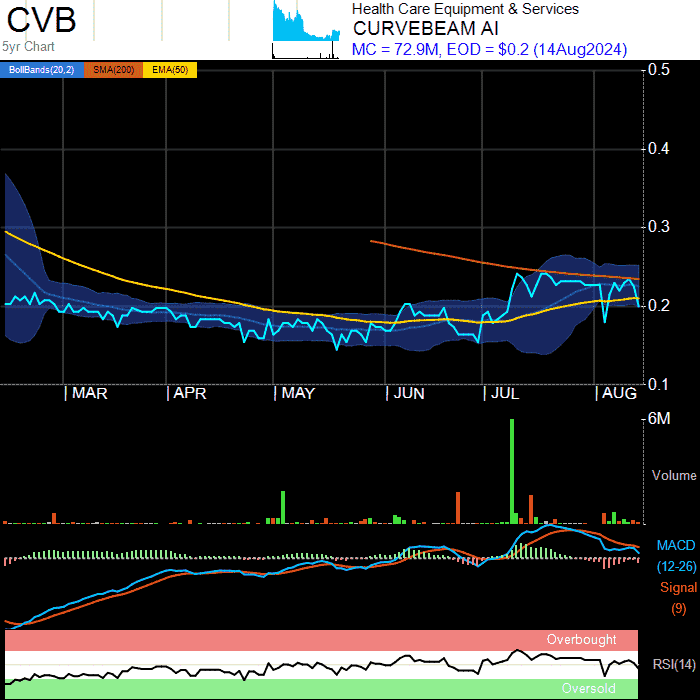 CVB
5yr Chart
Health Care Equipment & Services
CURVEBEAM AI
MC = 72.9M, EOD = $0.2 (14Aug2024)
BollBands(20,2) SMA(200) EMA(50)
0.5
0.4
0.3
0.2
0.1
MAR APR MAY JUN JUL AUG
6M
Volume
MACD
(12-26)
Signal
(9)
Overbought
RSI(14)
Oversold